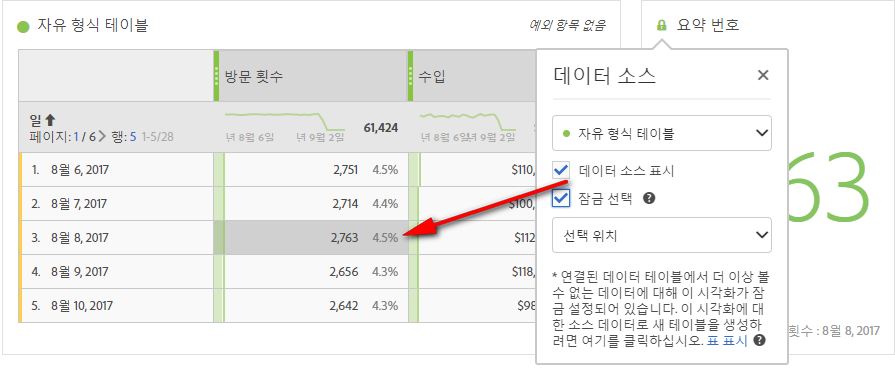 자유 형식 테이블
예외 항목 없음
요약 번호
방문 횟수
수입
일
페이지: 1 / 6 행: 5 1-5/28
년 8월 6일
년 9월 2일
61,424
년 8월 6일
년 9월 2일
1. 8월 6, 2017 2,751 4.5% $110,
2. 8월 7, 2017 2,714 4.4% $100,
3. 8월 8, 2017 2,763 4.5% $112
4. 8월 9, 2017 2,656 4.3% $118,
5. 8월 10, 2017 2,642 4.3% $98
데이터 소스
자유 형식 테이블
데이터 소스 표시
잠금 선택
선택 위치
* 연결된 데이터 테이블에서 더 이상 볼
수 없는 데이터에 대해 이 시각화가 잠
금 설정되어 있습니다. 이 시각화에 대
한 소스 데이터로 새 테이블을 생성하
려면 여기를 클릭하십시오. 표 표시
63
횟수 : 8월 8, 2017